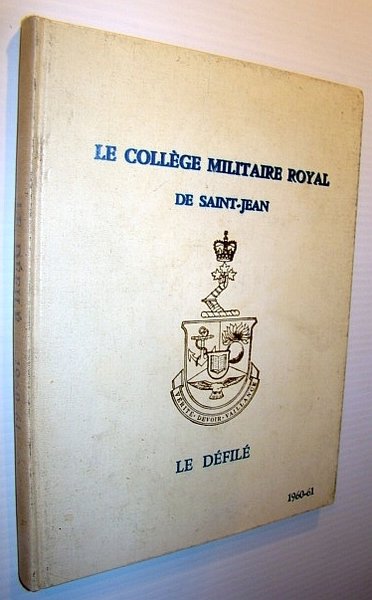 LE COLLÈGE MILITAIRE ROYAL
DE SAINT-JEAN
VÉRITÉ·DEVOIR·VAILLANCE
LE DÉFILÉ
1960-61